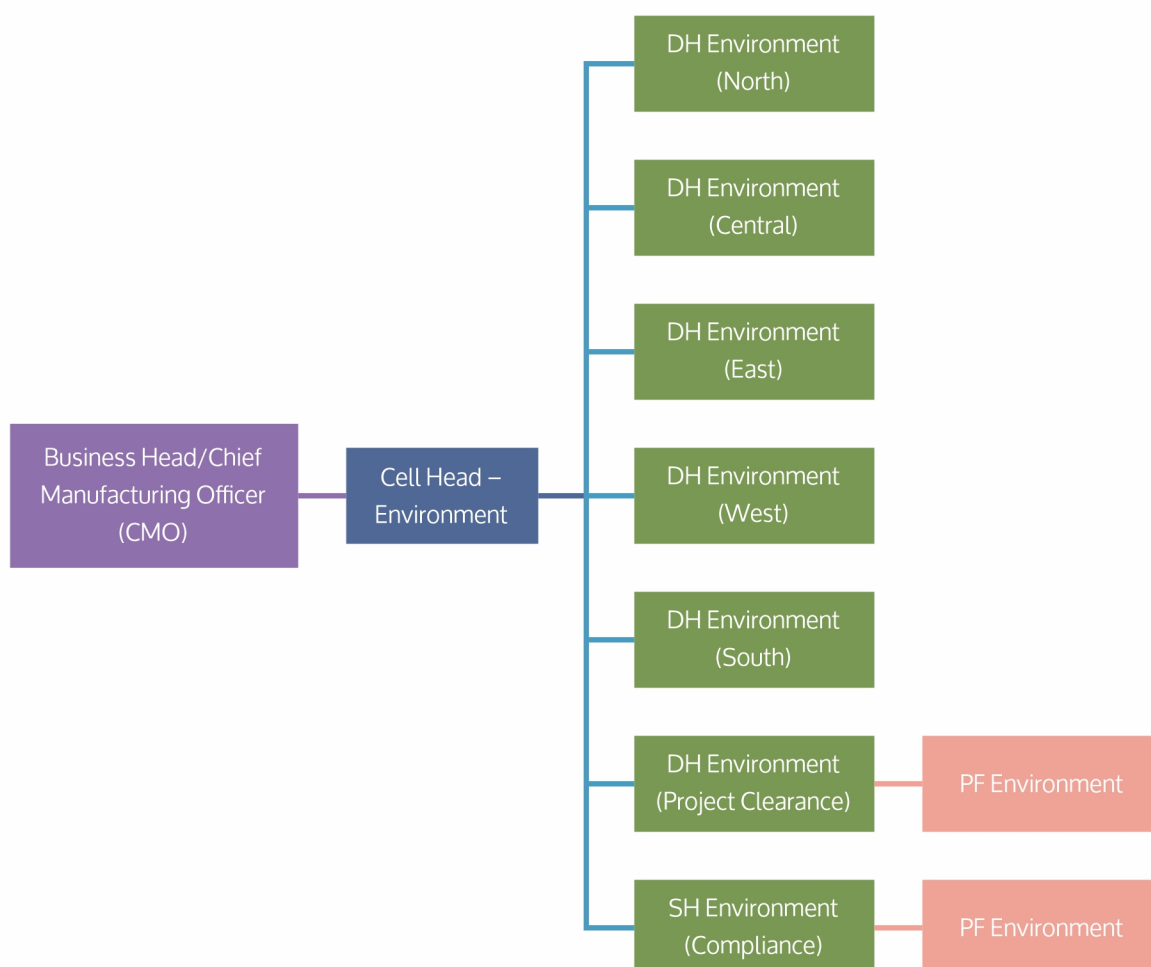 DH Environment
(North)
DH Environment
(Central)
DH Environment
(East)
Business Head/Chief
Manufacturing Officer
(CMO)
Cell Head –
Environment
DH Environment
(West)
DH Environment
(South)
DH Environment
(Project Clearance)
PF Environment
SH Environment
(Compliance)
PF Environment